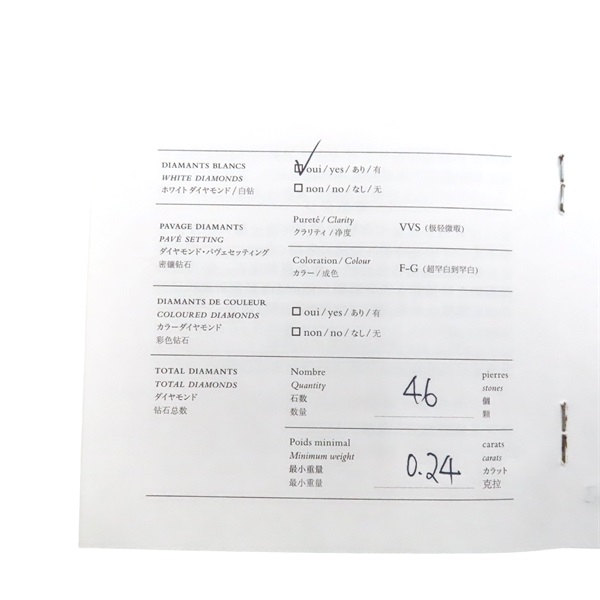 DIAMANTS BLANCS
WHITE DIAMONDS
ホワイトダイヤモンド / 白钻
oui / yes / あり / 有
non / no / なし / 无
PAVAGE DIAMANTS
PAVÉ SETTING
ダイヤモンド・パヴェセッティング
密镶钻石
Pureté / Clarity
クラリティ / 净度
VVS (极轻微瑕)
Coloration / Colour
カラー / 成色
F-G (超罕白到罕白)
DIAMANTS DE COULEUR
COLOURED DIAMONDS
カラーダイヤモンド
彩色钻石
oui / yes / あり / 有
non / no / なし / 无
TOTAL DIAMANTS
TOTAL DIAMONDS
ダイヤモンド
钻石总数
Nombre
Quantity
石数
数量
46
pierres
stones
個
颗
Poids minimal
Minimum weight
最小重量
最小重量
0.24
carats
carats
カラット
克拉